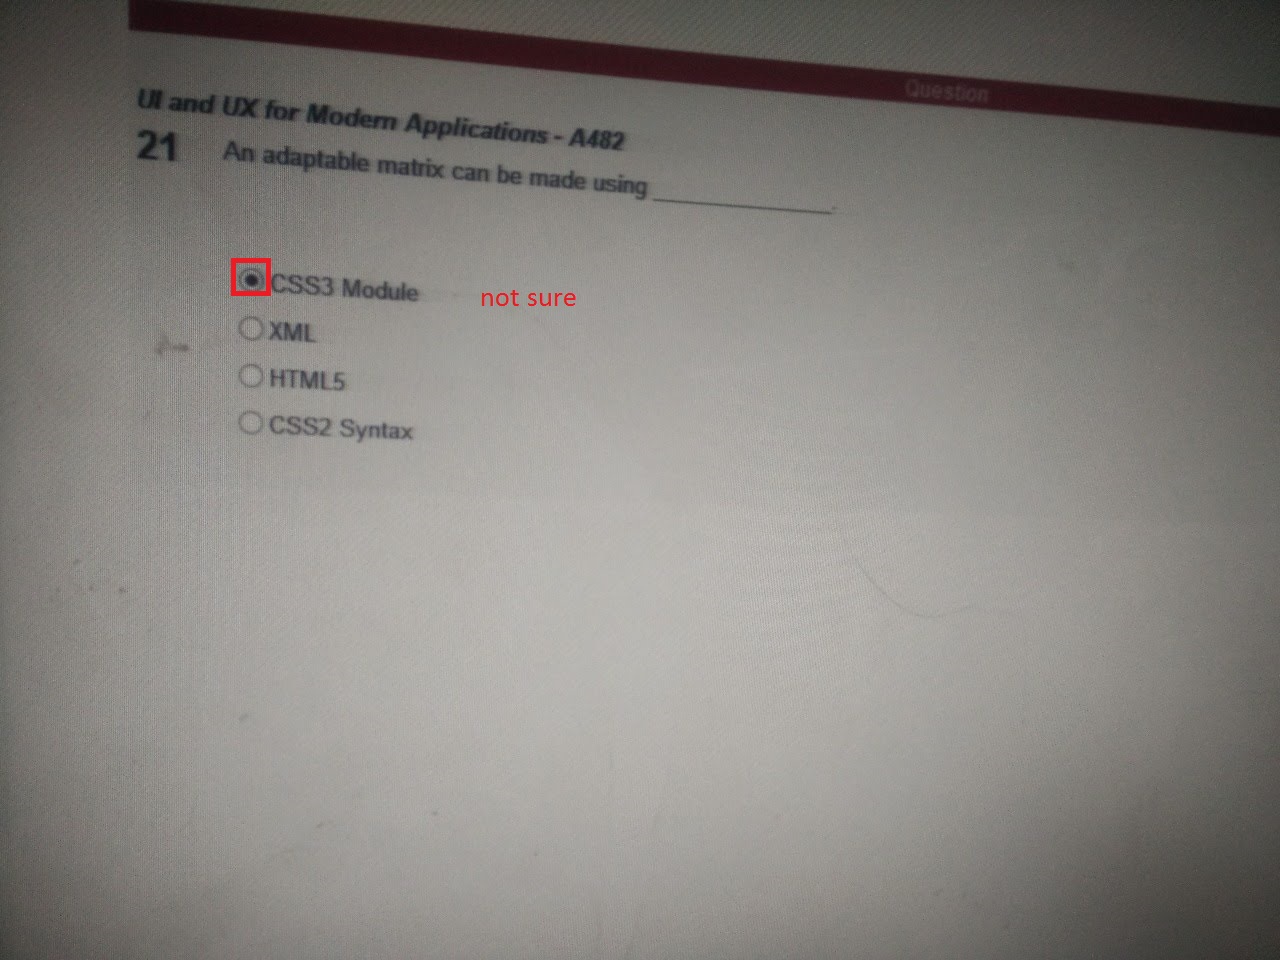 Question
UI and UX for Modern Applications - A482
21 An adaptable matrix can be made using ______________.
CSS3 Module not sure
XML
HTML5
CSS2 Syntax